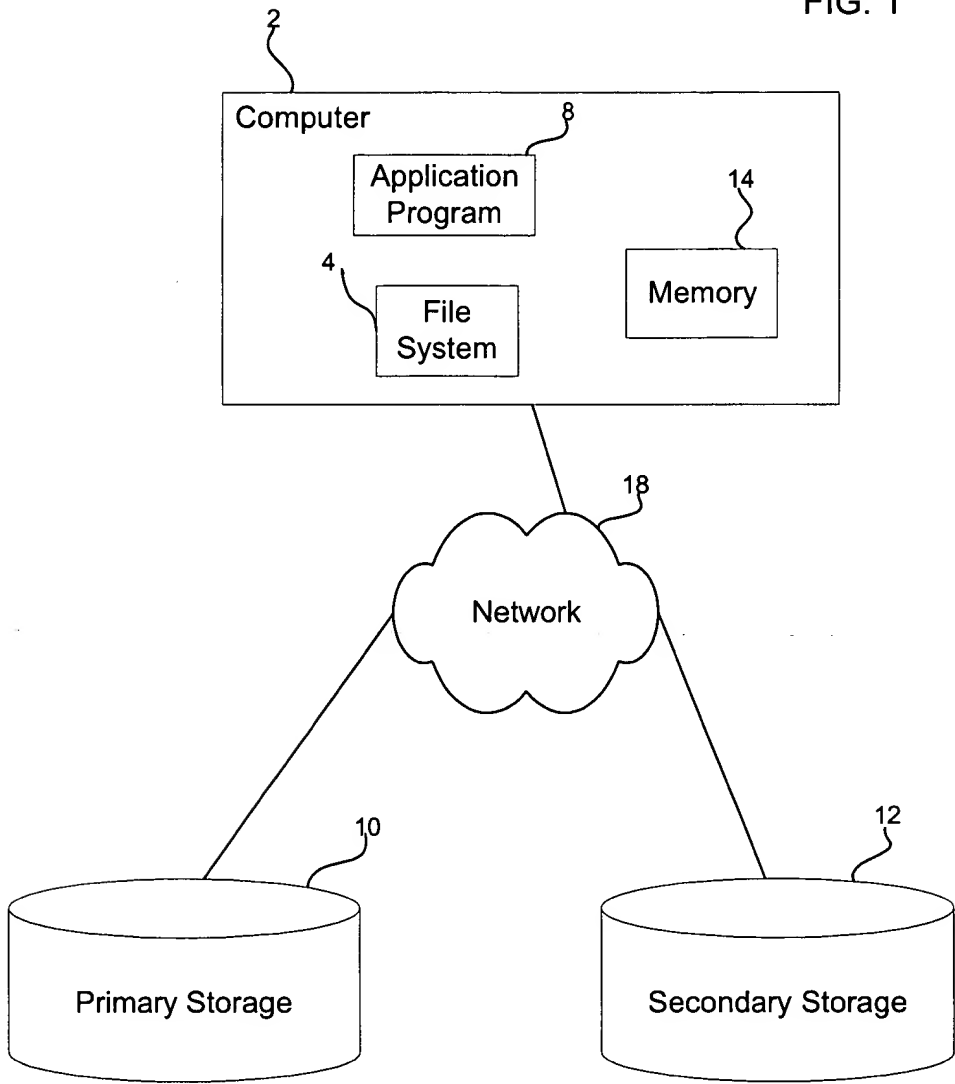 FIG. 1
2
Computer
8
Application
Program
14
Memory
4
File
System
18
Network
10
Primary Storage
12
Secondary Storage